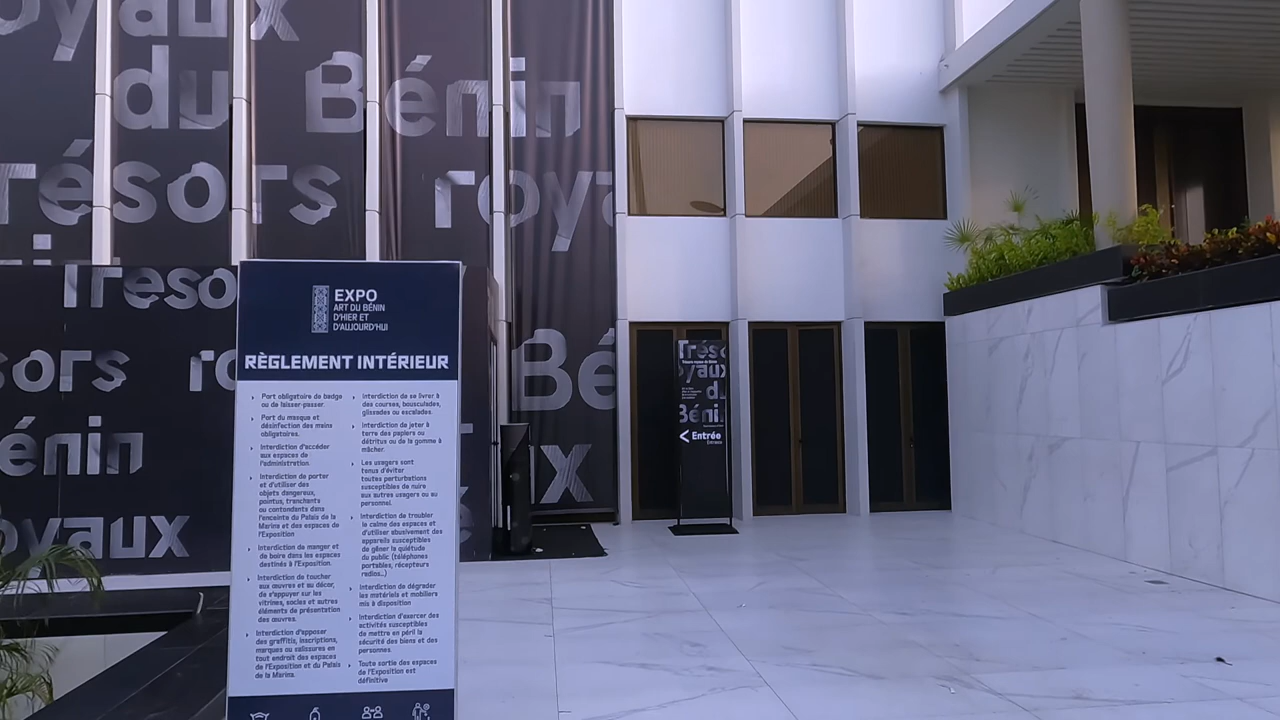 yaux
du Bénin
résors roya
Treso
sors ro
énin
oyaux
Bé
ux
EXPO
ART DU BÉNIN
D'HIER ET
D'AUJOURD'HUI
RÈGLEMENT INTÉRIEUR
Port obligatoire de badge
ou de laisser-passer.
Port du masque et
désinfection des mains
obligatoires.
Interdiction d'accéder
aux espaces de
l'administration.
Interdiction de porter
et d'utiliser des
objets dangereux,
pointus, tranchants
ou contondants dans
l'enceinte du Palais de la
Marina et des espaces de
l'Exposition
Interdiction de manger et
de boire dans les espaces
destinés à l'Exposition.
Interdiction de toucher
aux œuvres et au décor,
de s'appuyer sur les
vitrines, socles et autres
éléments de présentation
des œuvres.
Interdiction d'apposer
des graffitis, inscriptions,
marques ou salissures en
tout endroit des espaces
de l'Exposition et du Palais
de la Marina.
Interdiction de se livrer à
des courses, bousculades,
glissades ou escalades.
Interdiction de jeter à
terre des papiers ou
détritus ou de la gomme à
mâcher.
Les usagers sont
tenus d'éviter
toutes perturbations
susceptibles de nuire
aux autres usagers ou au
personnel.
Interdiction de troubler
le calme des espaces et
d'utiliser abusivement des
appareils susceptibles
de gêner la quiétude
du public (téléphones
portables, récepteurs
radios...)
Interdiction de dégrader
les matériels et mobiliers
mis à disposition
Interdiction d'exercer des
activités susceptibles
de mettre en péril la
sécurité des biens et des
personnes.
Toute sortie des espaces
de l'Exposition est
définitive
Tréso
Trésors royaux du Bénin
yaux
du
Béni
< Entrée
Entrance